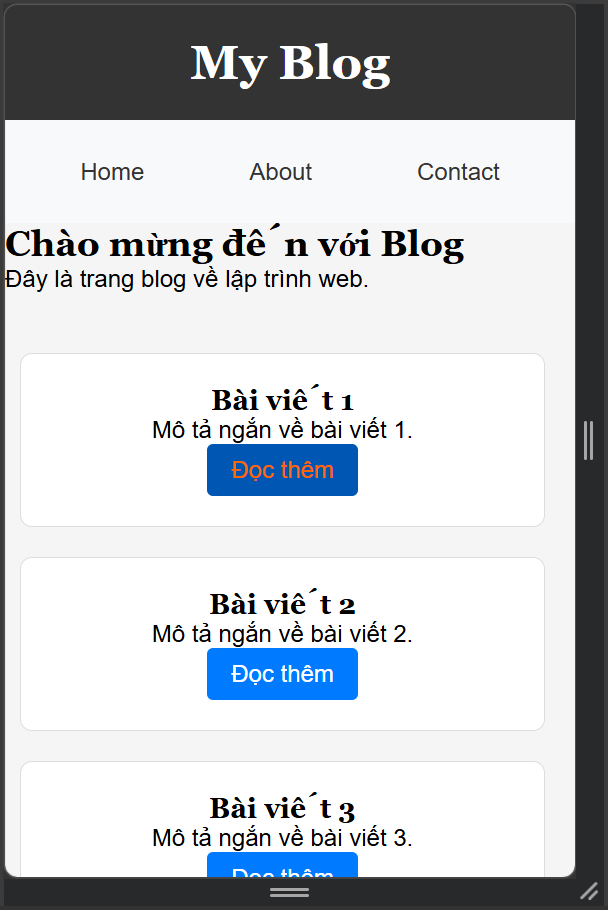 My Blog
Home About Contact
Chào mừng đến với Blog
Đây là trang blog về lập trình web.
Bài viết 1
Mô tả ngắn về bài viết 1.
Đọc thêm
Bài viết 2
Mô tả ngắn về bài viết 2.
Đọc thêm
Bài viết 3
Mô tả ngắn về bài viết 3.
Đọc thêm